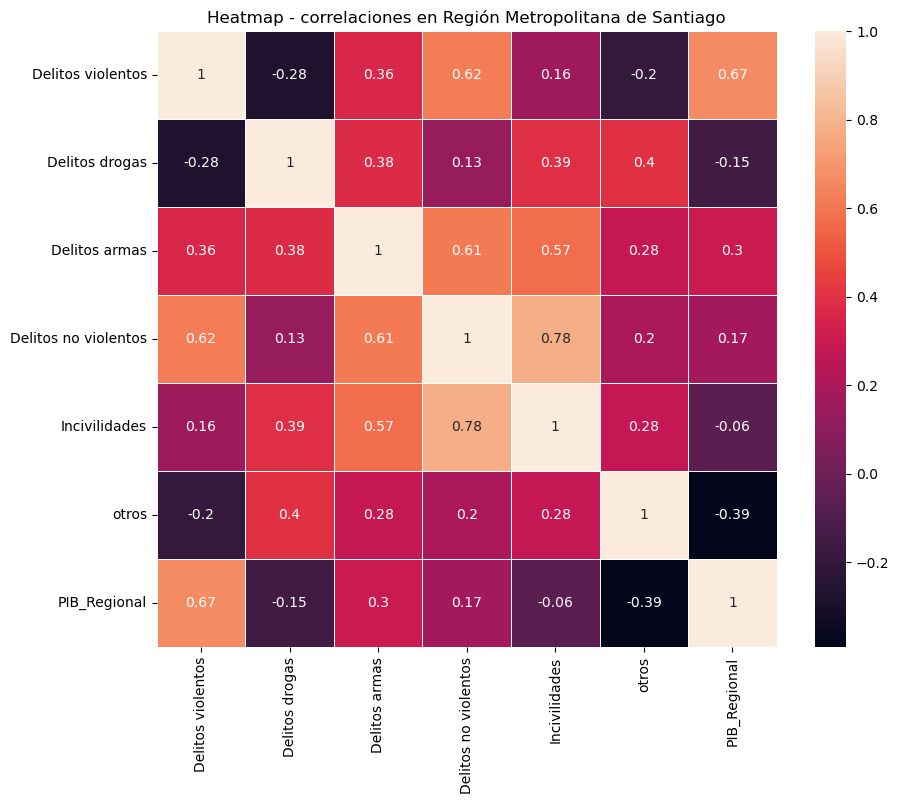 Heatmap - correlaciones en Región Metropolitana de Santiago
Delitos violentos 1 -0.28 0.36 0.62 0.16 -0.2 0.67
Delitos drogas -0.28 1 0.38 0.13 0.39 0.4 -0.15
Delitos armas 0.36 0.38 1 0.61 0.57 0.28 0.3
Delitos no violentos 0.62 0.13 0.61 1 0.78 0.2 0.17
Incivilidades 0.16 0.39 0.57 0.78 1 0.28 -0.06
otros -0.2 0.4 0.28 0.2 0.28 1 -0.39
PIB_Regional 0.67 -0.15 0.3 0.17 -0.06 -0.39 1
Delitos violentos
Delitos drogas
Delitos armas
Delitos no violentos
Incivilidades
otros
PIB_Regional
1.0
0.8
0.6
0.4
0.2
0.0
−0.2